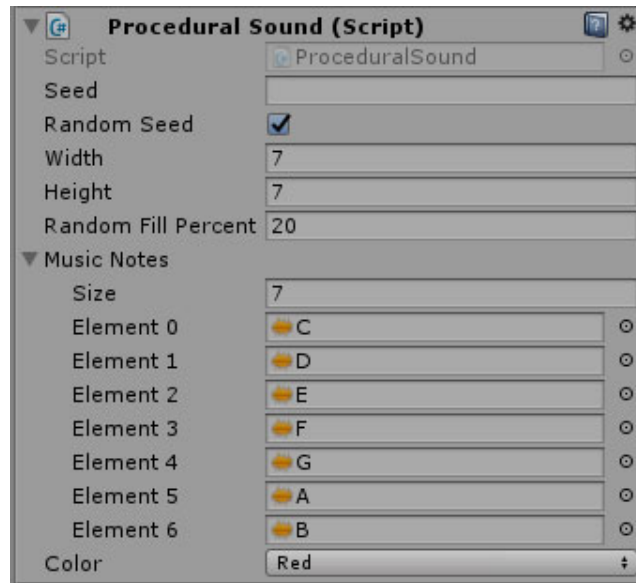 Procedural Sound (Script)
Script ProceduralSound
Seed
Random Seed
Width 7
Height 7
Random Fill Percent 20
Music Notes
Size 7
Element 0 C
Element 1 D
Element 2 E
Element 3 F
Element 4 G
Element 5 A
Element 6 B
Color Red